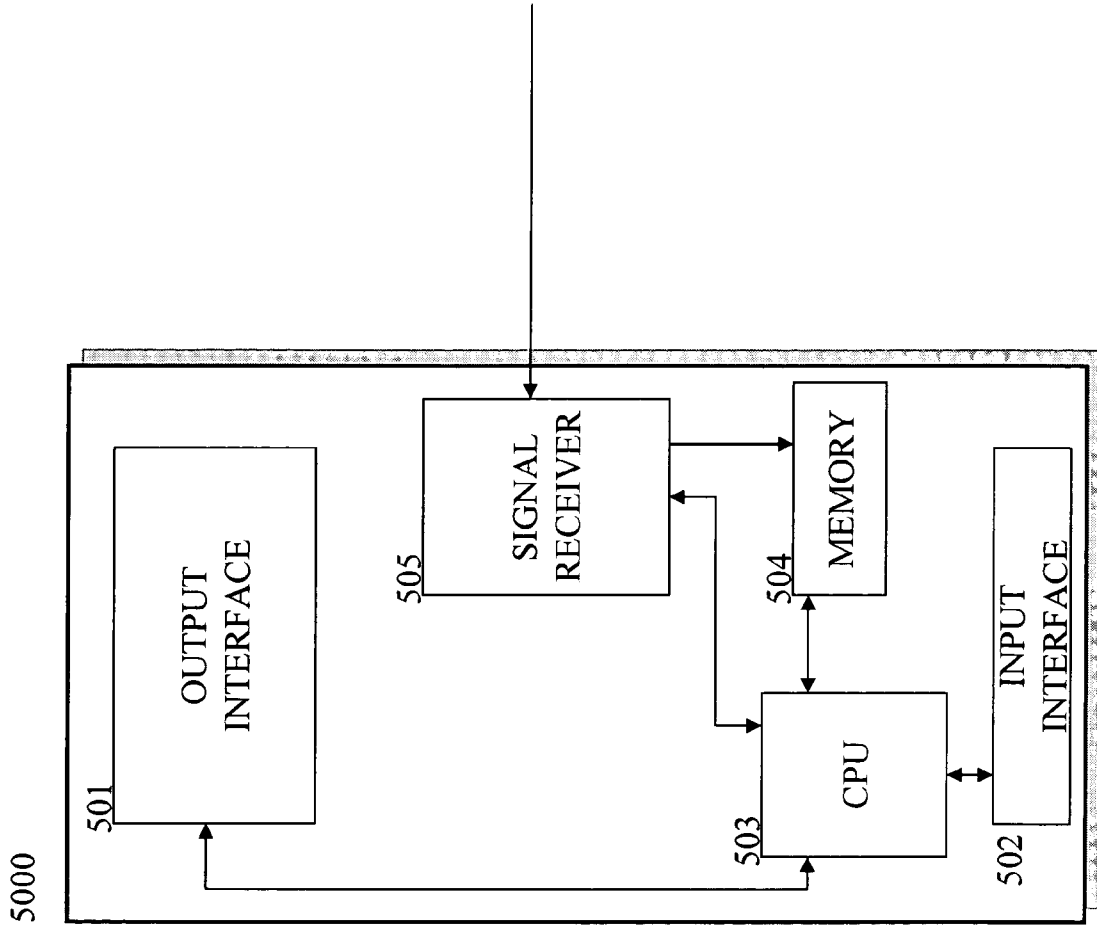 5000
501
OUTPUT
INTERFACE
505
SIGNAL
RECEIVER
503
CPU
504
MEMORY
502
INPUT
INTERFACE